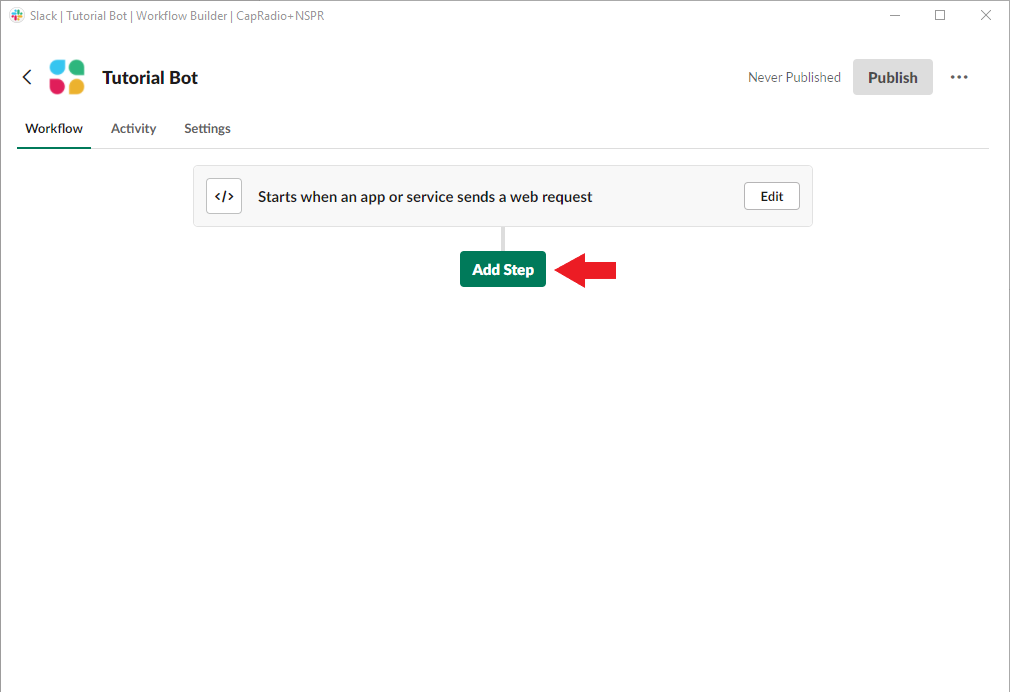 Slack | Tutorial Bot | Workflow Builder | CapRadio+NSPR
Tutorial Bot
Never Published
Publish
Workflow
Activity
Settings
</>
Starts when an app or service sends a web request
Edit
Add Step